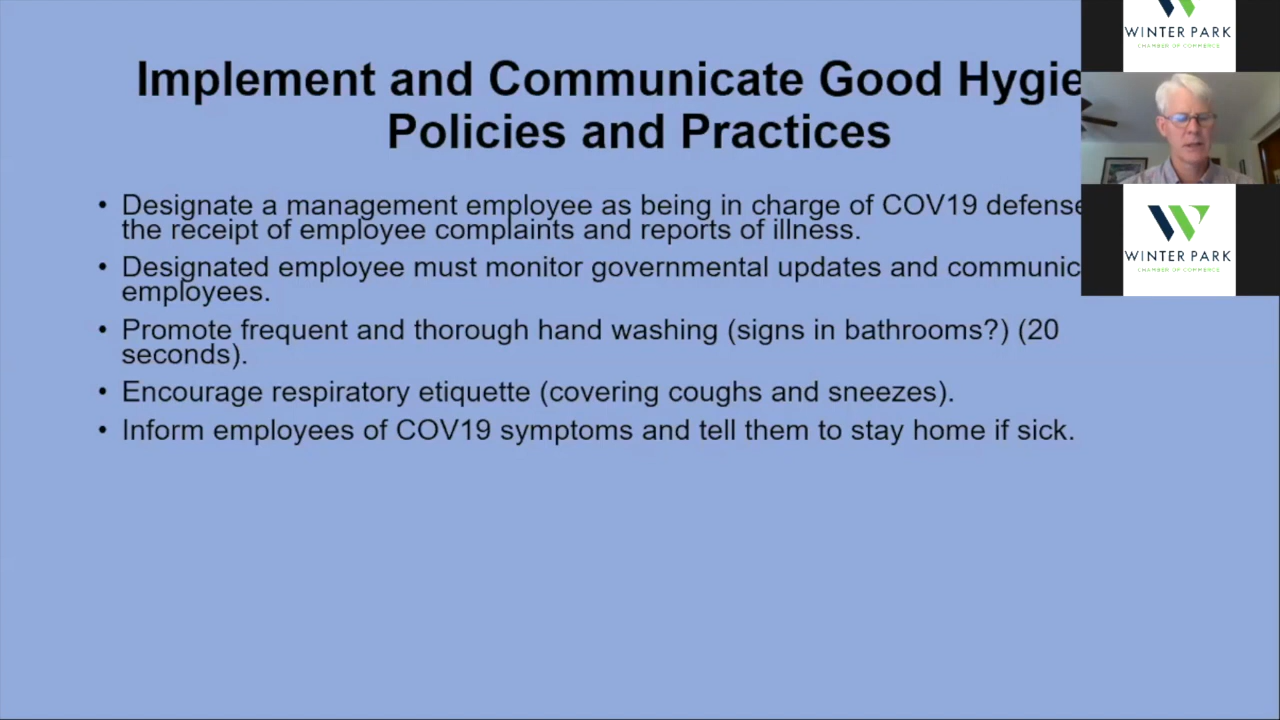 Implement and Communicate Good Hygie
Policies and Practices
• Designate a management employee as being in charge of COV19 defense
the receipt of employee complaints and reports of illness.
• Designated employee must monitor governmental updates and communic
employees.
• Promote frequent and thorough hand washing (signs in bathrooms?) (20
seconds).
• Encourage respiratory etiquette (covering coughs and sneezes).
• Inform employees of COV19 symptoms and tell them to stay home if sick.
WINTER PARK
CHAMBER OF COMMERCE
WINTER PARK
CHAMBER OF COMMERCE